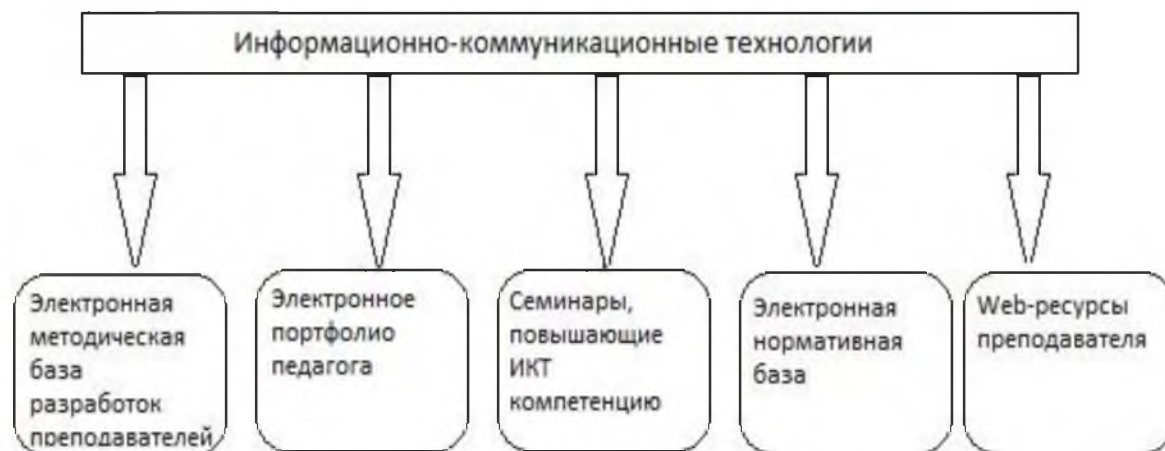 Информационно-коммуникационные технологии
Электронная
методическая
база
разработок
преподавателей
Электронное
портфолио
педагога
Семинары,
повышающие
ИКТ
компетенцию
Электронная
нормативная
база
Web-ресурсы
преподавателя